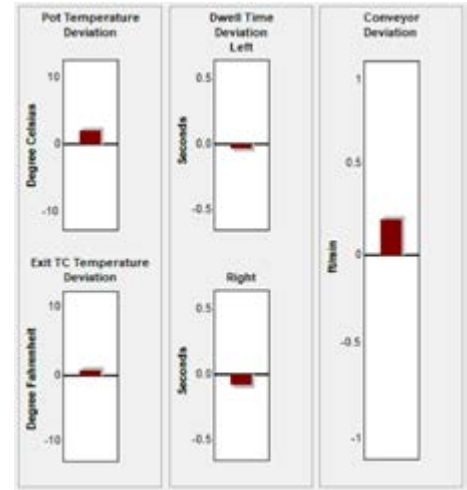 Pot Temperature
Deviation
10
0
-10
Degree Celsius
Exit TC Temperature
Deviation
10
0
-10
Degree Fahrenheit
Dwell Time
Deviation
Left
0.5
0.0
-0.5
Seconds
Right
0.5
0.0
-0.5
Seconds
Conveyor
Deviation
1
0.5
0
-0.5
-1
ft/min